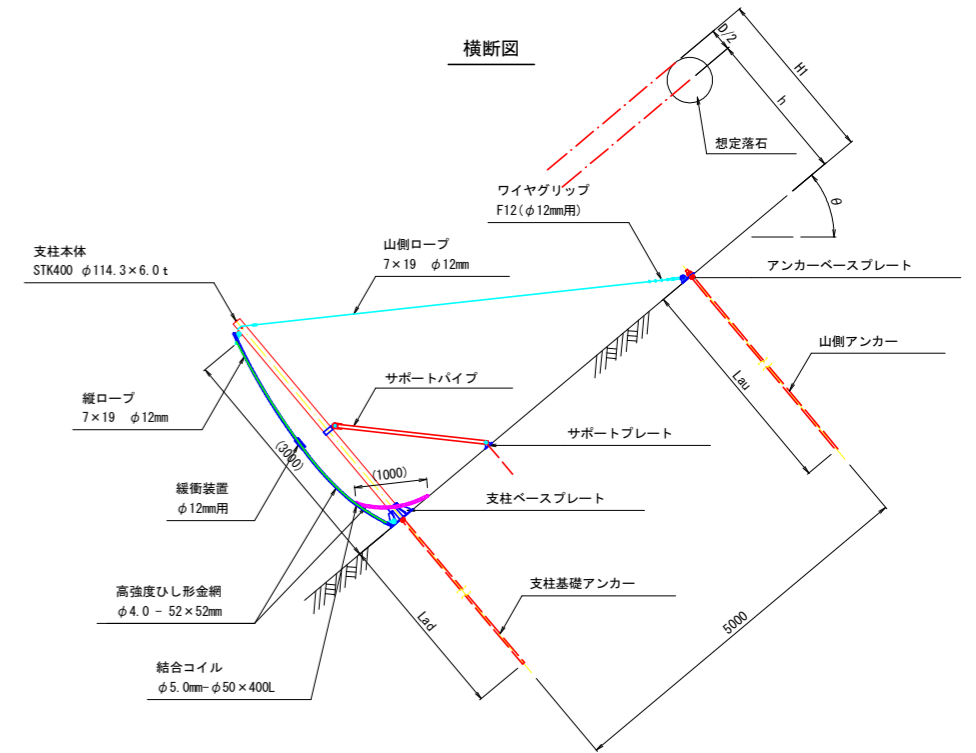 横断図
D/2
H1
h
想定落石
θ
ワイヤグリップ
F12(φ12mm用)
支柱本体
STK400 φ114.3×6.0t
山側ロープ
7×19 φ12mm
アンカーベースプレート
山側アンカー
縦ロープ
7×19 φ12mm
サポートパイプ
Lau
サポートプレート
(3000)
(1000)
緩衝装置
φ12mm用
支柱ベースプレート
高強度ひし形金網
φ4.0 - 52×52mm
Lad
支柱基礎アンカー
5000
結合コイル
φ5.0mm-φ50×400L